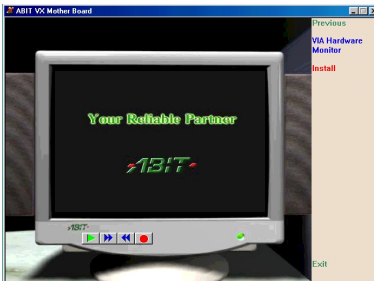 ABIT VX Mother Board
Previous
VIA Hardware
Monitor
Install
Your Reliable Partner
ABIT
ABIT
Exit